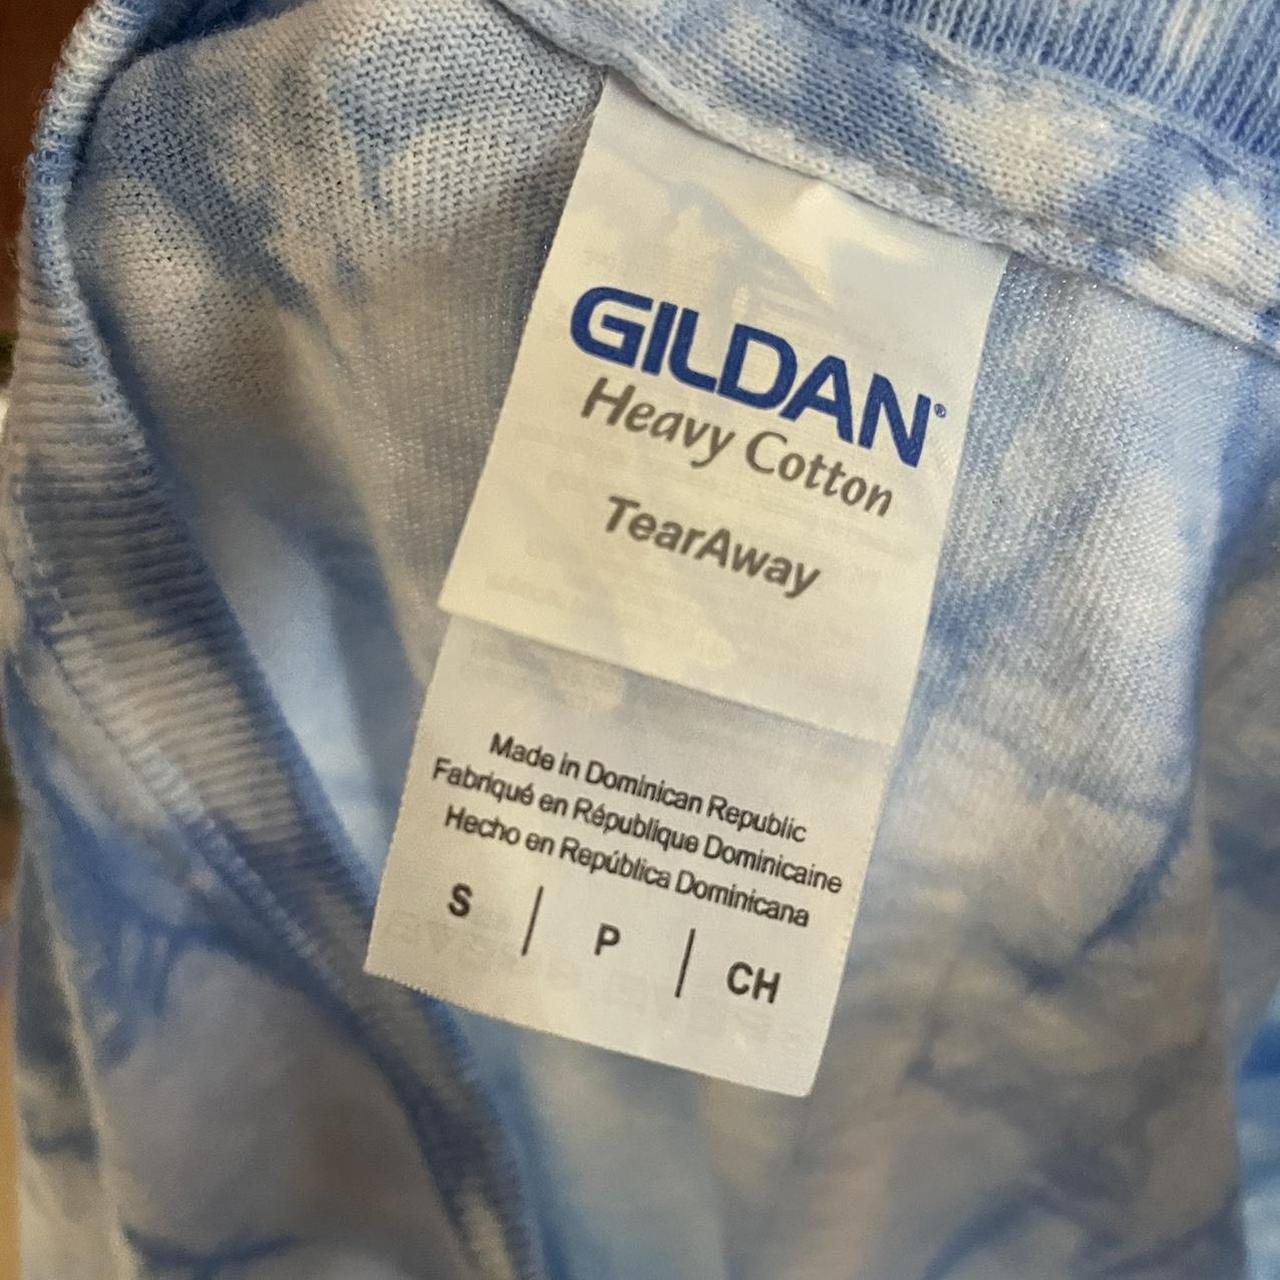 GILDAN®
Heavy Cotton
TearAway
Made in Dominican Republic
Fabriqué en République Dominicaine
Hecho en República Dominicana
S | P | CH